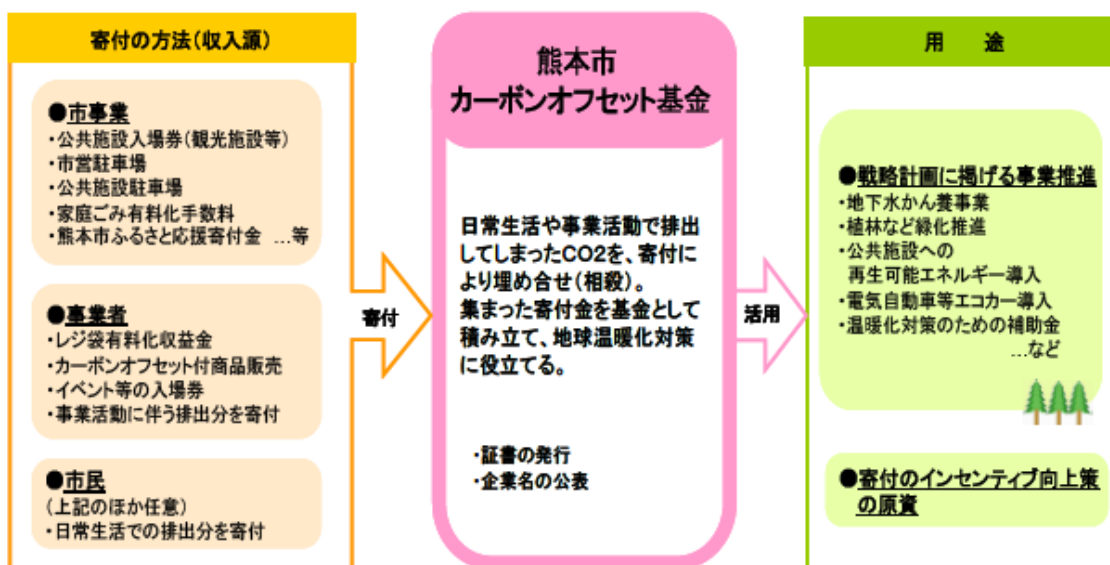 寄付の方法（収入源）
●市事業
・公共施設入場券（観光施設等）
・市営駐車場
・公共施設駐車場
・家庭ごみ有料化手数料
・熊本市ふるさと応援寄付金 …等
●事業者
・レジ袋有料化収益金
・カーボンオフセット付商品販売
・イベント等の入場券
・事業活動に伴う排出分を寄付
●市民
（上記のほか任意）
・日常生活での排出分を寄付
寄付
熊本市
カーボンオフセット基金
日常生活や事業活動で排出
してしまったCO2を、寄付に
より埋め合せ（相殺）。
集まった寄付金を基金として
積み立て、地球温暖化対策
に役立てる。
・証書の発行
・企業名の公表
活用
用　途
●戦略計画に掲げる事業推進
・地下水かん養事業
・植林など緑化推進
・公共施設への
再生可能エネルギー導入
・電気自動車等エコカー導入
・温暖化対策のための補助金
…など
●寄付のインセンティブ向上策
の原資